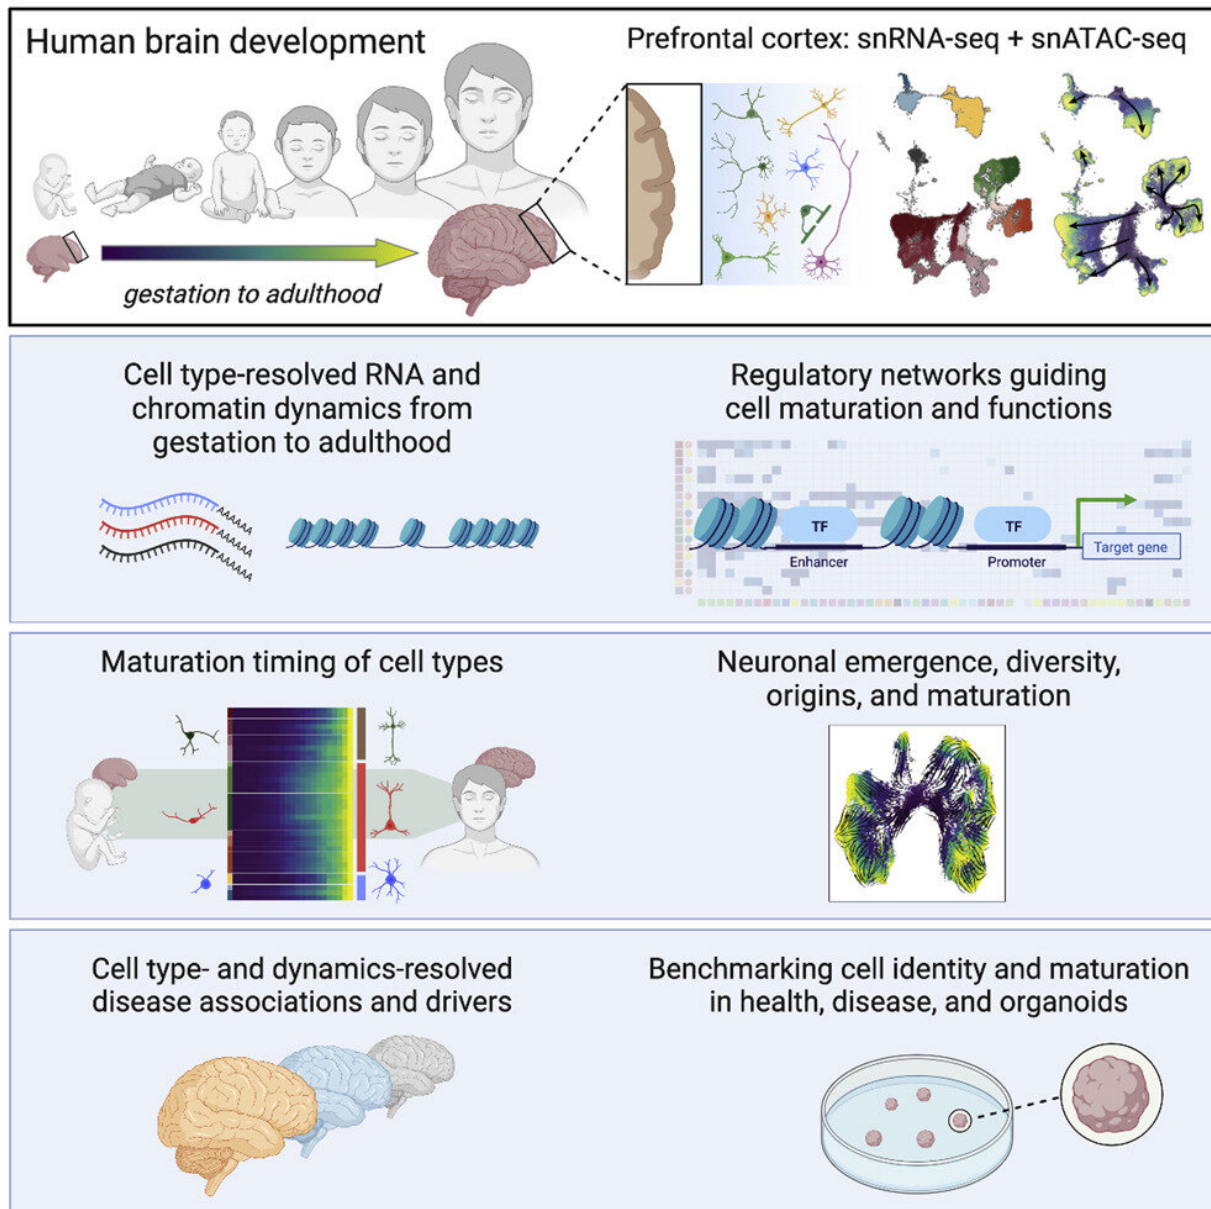 Human brain development
Prefrontal cortex: snRNA-seq + snATAC-seq
gestation to adulthood
Cell type-resolved RNA and
chromatin dynamics from
gestation to adulthood
AAAAAA
AAAAAA
AAAAAA
Regulatory networks guiding
cell maturation and functions
TF
TF
Enhancer
Promoter
Target gene
Maturation timing of cell types
Neuronal emergence, diversity,
origins, and maturation
Cell type- and dynamics-resolved
disease associations and drivers
Benchmarking cell identity and maturation
in health, disease, and organoids